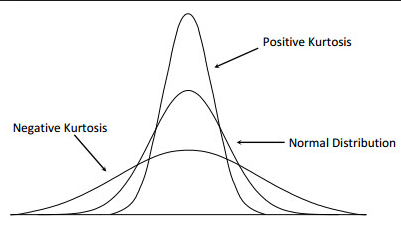 Positive Kurtosis
Negative Kurtosis
Normal Distribution